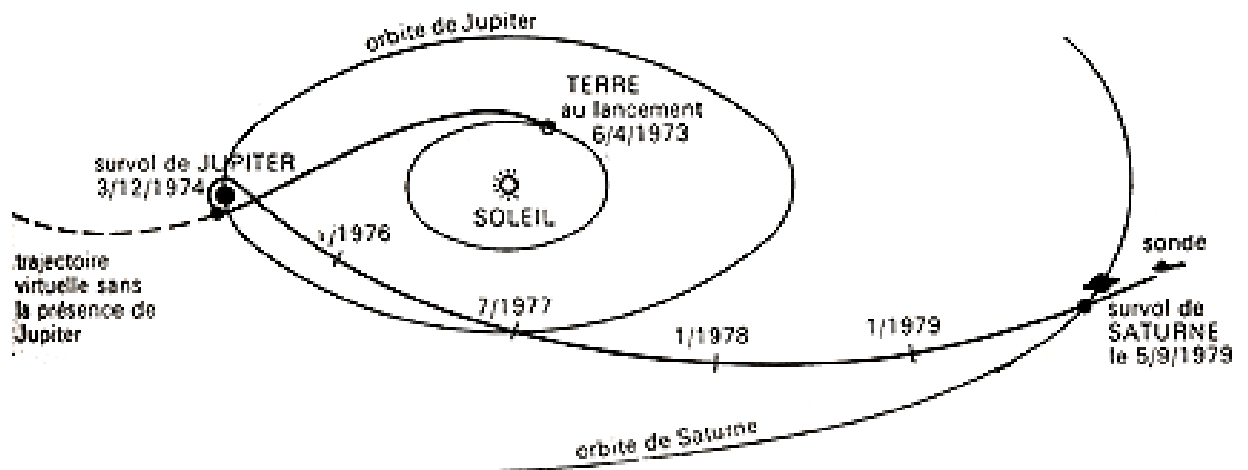 orbite de Jupiter
TERRE
au lancement
6/4/1973
survol de JUPITER
3/12/1974
SOLEIL
trajectoire
virtuelle sans
la présence de
Jupiter
/1976
7/1977
1/1978
1/1979
sonde
survol de
SATURNE
le 5/9/1979
orbite de Saturne